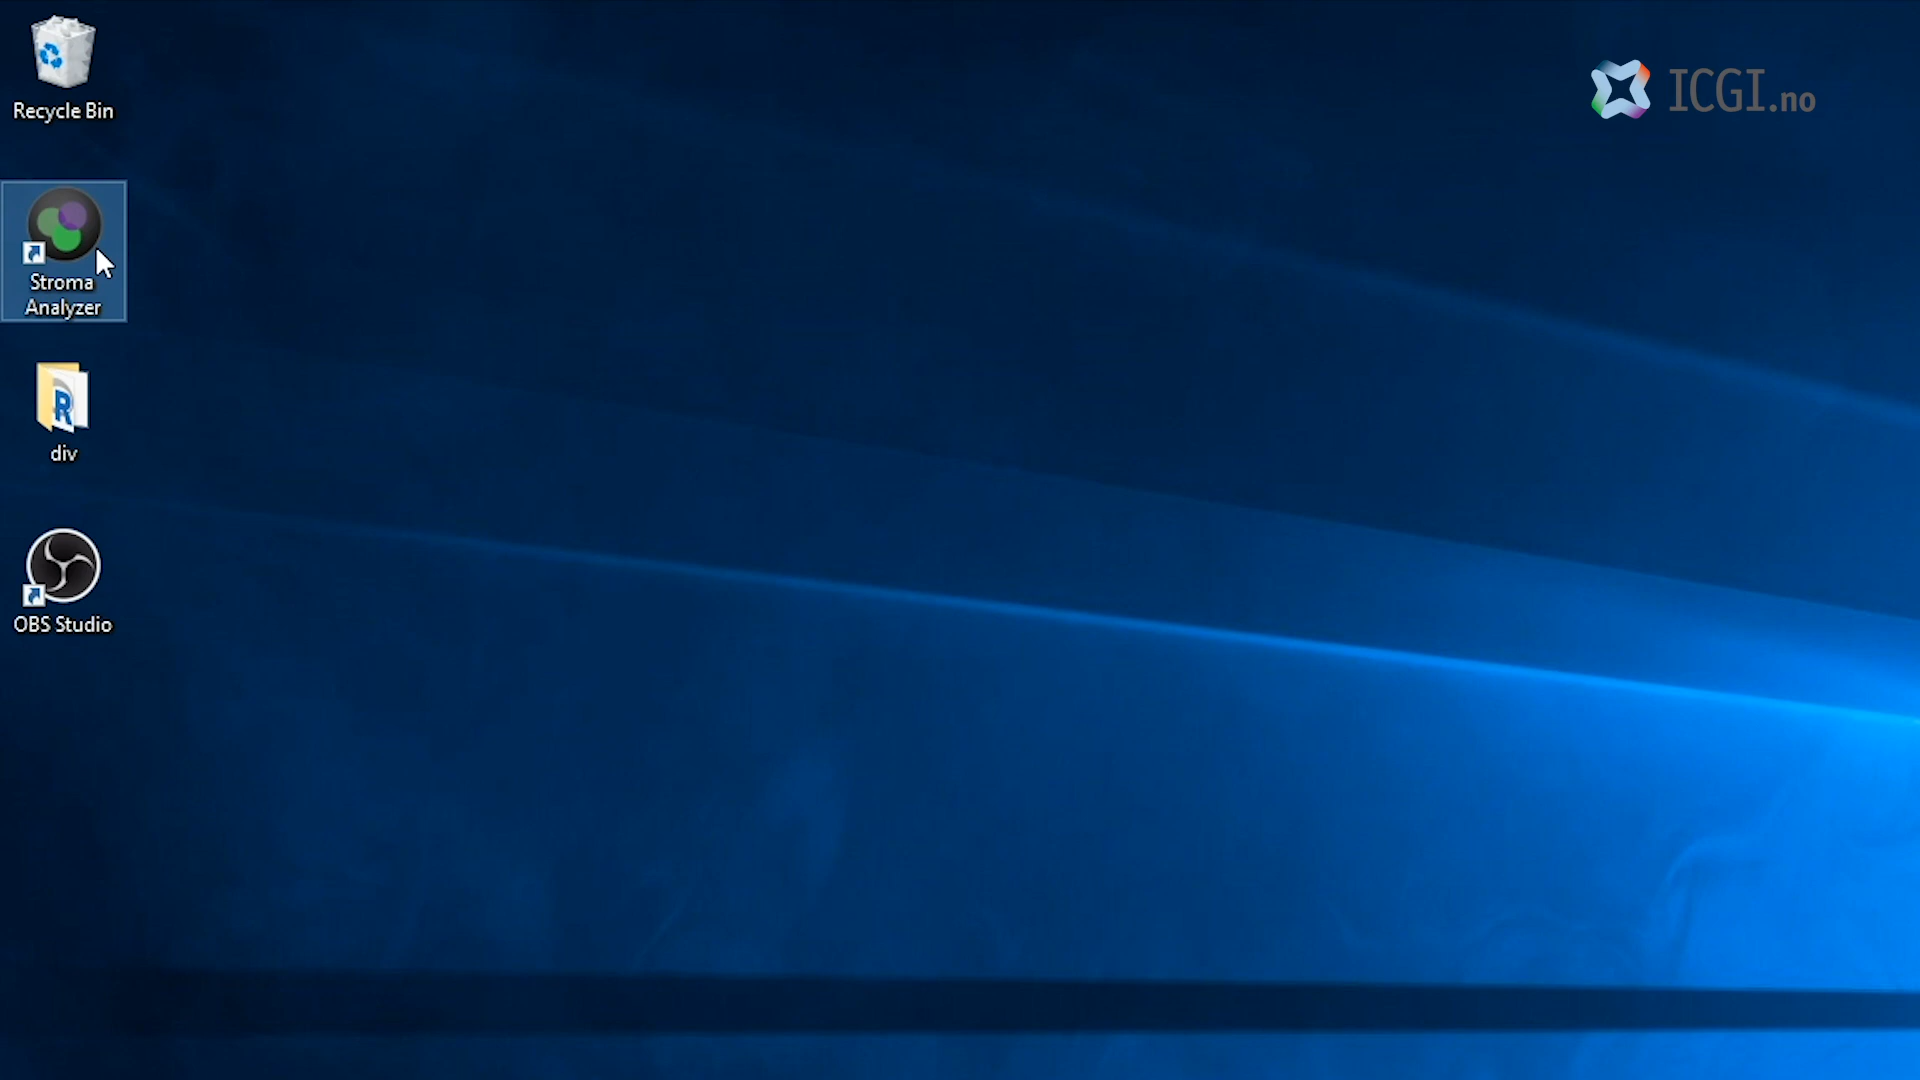 Recycle Bin
ICGI.no
Stroma
Analyzer
R
div
OBS Studio